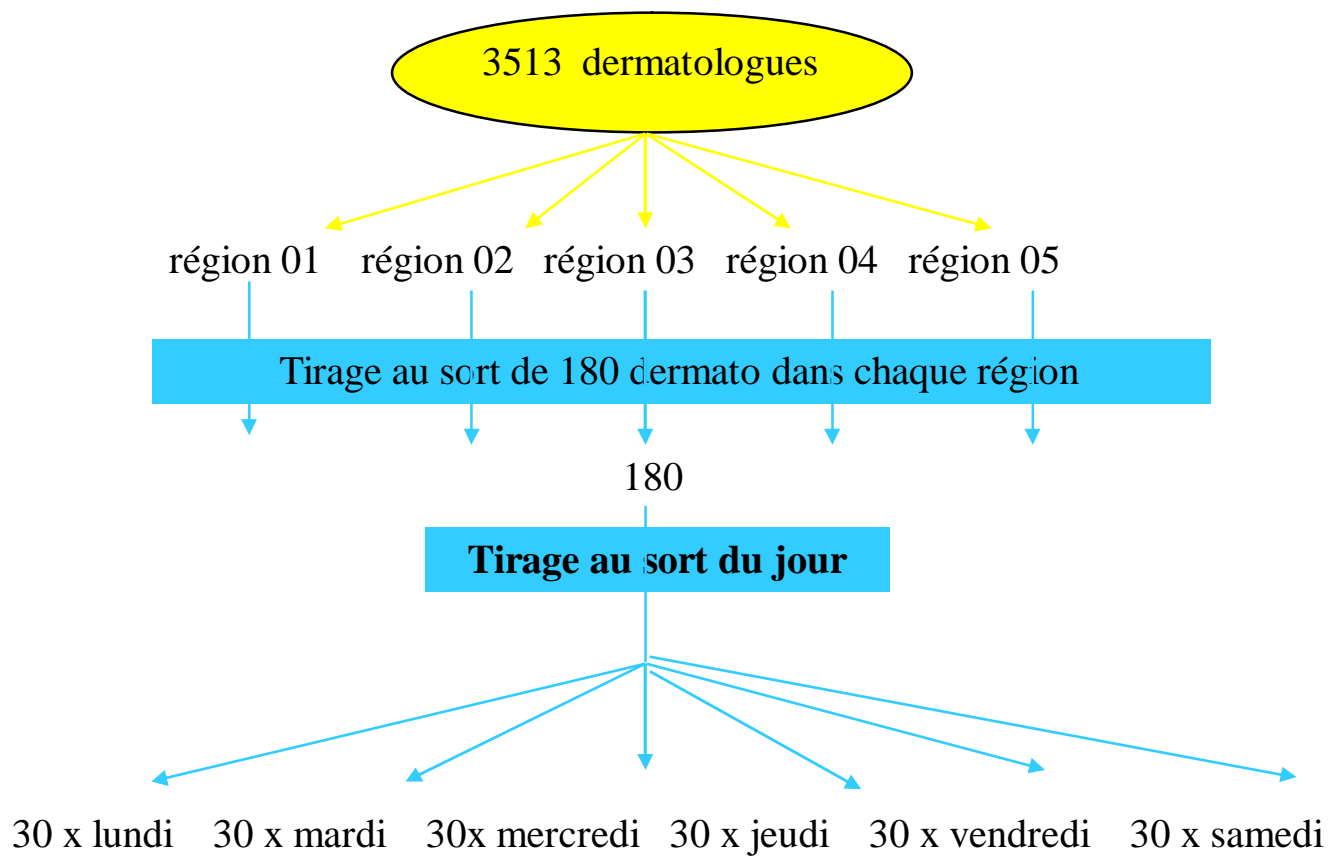 3513 dermatologues
région 01 région 02 région 03 région 04 région 05
Tirage au sort de 180 dermato dans chaque région
180
Tirage au sort du jour
30 x lundi 30 x mardi 30x mercredi 30 x jeudi 30 x vendredi 30 x samedi